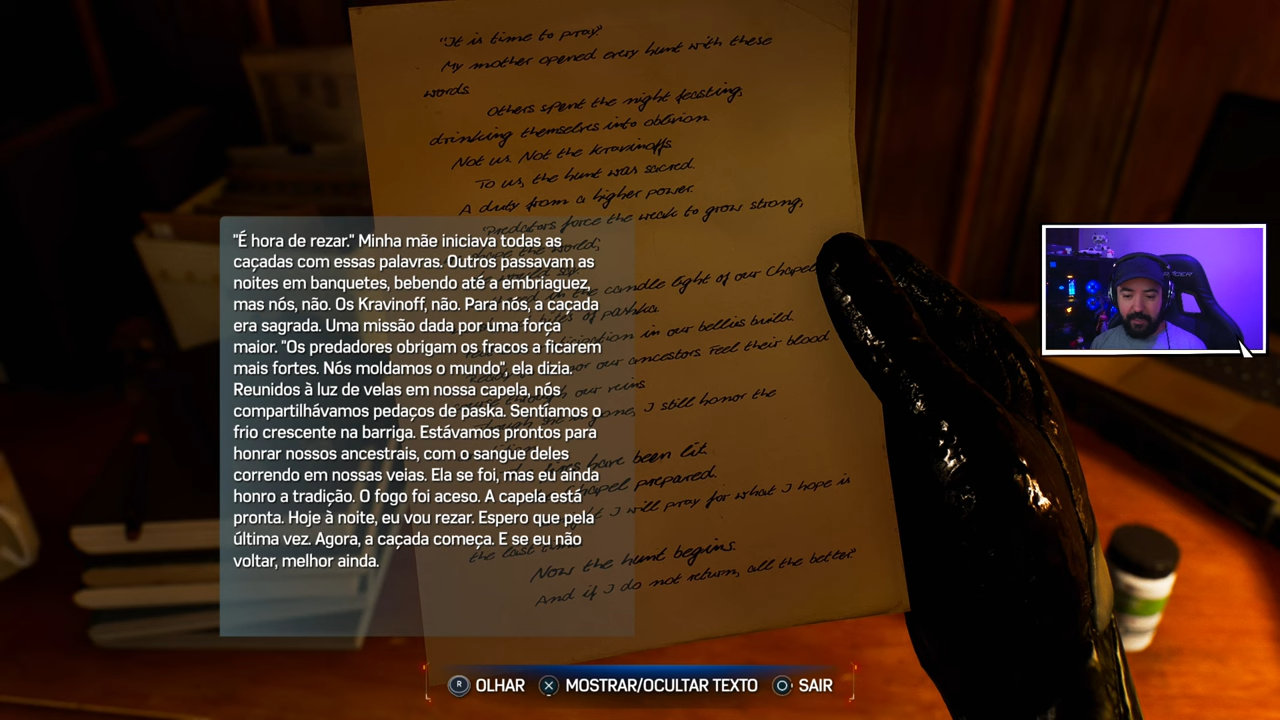 "It is time to pray."
My mother opened every hunt with these
words.
Others spent the night feasting,
drinking themselves into oblivion.
Not us. Not the Kravinoffs.
To us, the hunt was sacred.
A duty from a higher power.
"Predators force the weak to grow strong,
the world;
in the candle light of our Chapel
of pashka.
in our bellies build.
our ancestors. Feel their blood
through our veins
gone, I still honor the
have been lit.
chapel prepared.
I will pray for what I hope is
the last time.
Now the hunt begins.
And if I do not return, all the better."
"É hora de rezar." Minha mãe iniciava todas as
caçadas com essas palavras. Outros passavam as
noites em banquetes, bebendo até a embriaguez,
mas nós, não. Os Kravinoff, não. Para nós, a caçada
era sagrada. Uma missão dada por uma força
maior. "Os predadores obrigam os fracos a ficarem
mais fortes. Nós moldamos o mundo", ela dizia.
Reunidos à luz de velas em nossa capela, nós
compartilhávamos pedaços de paska. Sentíamos o
frio crescente na barriga. Estávamos prontos para
honrar nossos ancestrais, com o sangue deles
correndo em nossas veias. Ela se foi, mas eu ainda
honro a tradição. O fogo foi aceso. A capela está
pronta. Hoje à noite, eu vou rezar. Espero que pela
última vez. Agora, a caçada começa. E se eu não
voltar, melhor ainda.
R OLHAR MOSTRAR/OCULTAR TEXTO SAIR